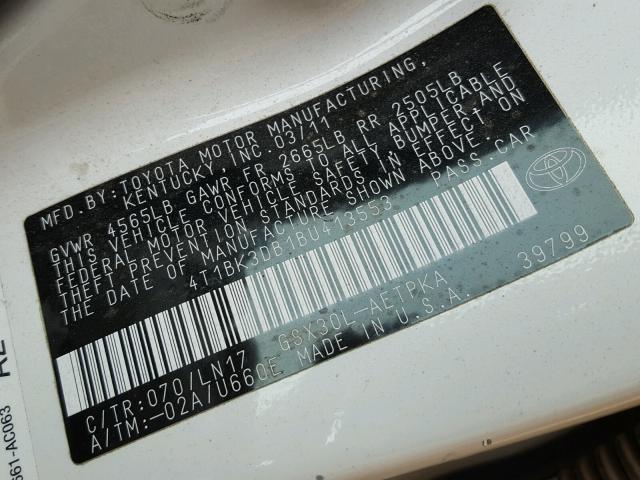 MFD. BY: TOYOTA MOTOR MANUFACTURING,
KENTUCKY, INC 03/11
GVWR 4565LB GAWR FR 2665LB RR 2505LB
THIS VEHICLE CONFORMS TO ALL APPLICABLE
FEDERAL MOTOR VEHICLE SAFETY, BUMPER, AND
THEFT PREVENTION STANDARDS IN EFFECT ON
THE DATE OF MANUFACTURE SHOWN ABOVE.
4T1BK3DB1BU413553 PASS. CAR
39799
C/TR: 070/LN17 GSX30L-AETPKA
A/TM: -02A/U660E MADE IN U.S.A.
661-AC063